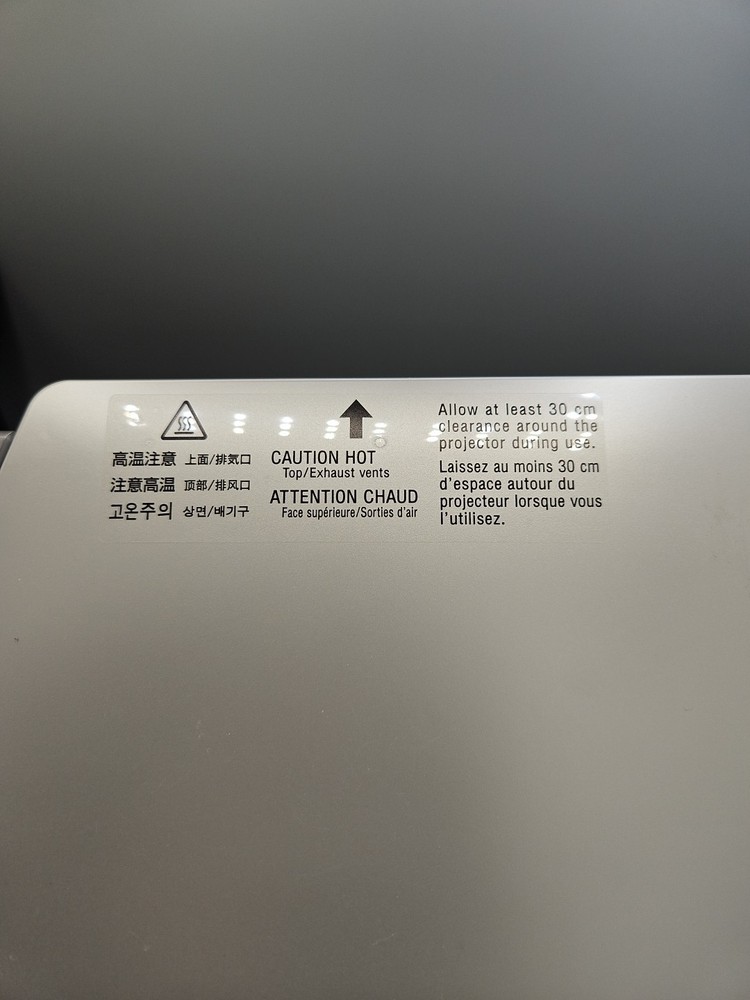 高温注意 上面/排気口
注意高温 顶部/排风口
고온주의 상면/배기구
CAUTION HOT
Top/Exhaust vents
ATTENTION CHAUD
Face supérieure/Sorties d'air
Allow at least 30 cm
clearance around the
projector during use.
Laissez au moins 30 cm
d'espace autour du
projecteur lorsque vous
l'utilisez.